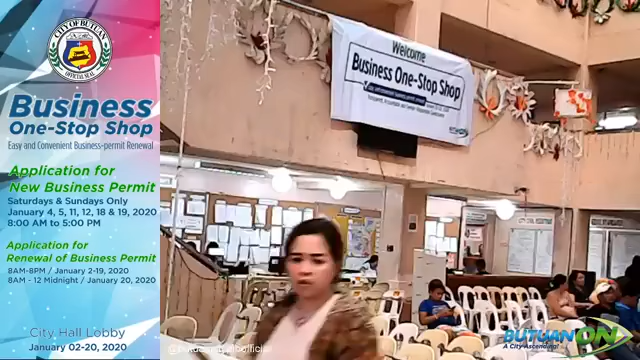 CITY OF BUTUAN
OFFICIAL SEAL
Business
One-Stop Shop
Easy and Convenient Business-permit Renewal
Application for
New Business Permit
Saturdays & Sundays Only
January 4, 5, 11, 12, 18 & 19, 2020
8:00 AM to 5:00 PM
Application for
Renewal of Business Permit
8AM-8PM / January 2-19, 2020
8AM - 12 Midnight / January 20, 2020
City Hall Lobby
January 02-20, 2020
Welcome
Business One-Stop Shop
BUTUAN ON
A City Ascending!